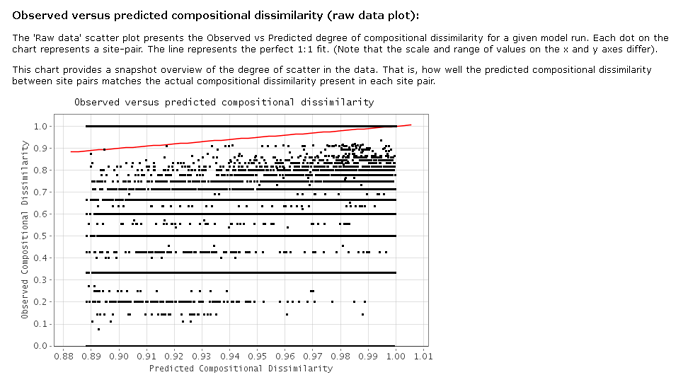 Observed versus predicted compositional dissimilarity (raw data plot):
The 'Raw data' scatter plot presents the Observed vs Predicted degree of compositional dissimilarity for a given model run. Each dot on the
chart represents a site-pair. The line represents the perfect 1:1 fit. (Note that the scale and range of values on the x and y axes differ).
This chart provides a snapshot overview of the degree of scatter in the data. That is, how well the predicted compositional dissimilarity
between site pairs matches the actual compositional dissimilarity present in each site pair.
Observed versus predicted compositional dissimilarity
Observed Compositional Dissimilarity
1.0
0.9
0.8
0.7
0.6
0.5
0.4
0.3
0.2
0.1
0.0
0.88 0.89 0.90 0.91 0.92 0.93 0.94 0.95 0.96 0.97 0.98 0.99 1.00 1.01
Predicted Compositional Dissimilarity